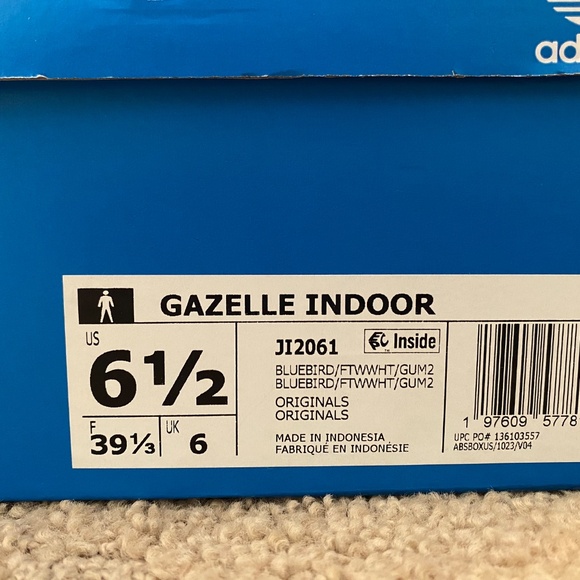 GAZELLE INDOOR
US
6½
F
39⅓
UK
6
JI2061
Inside
BLUEBIRD/FTWWHT/GUM2
BLUEBIRD/FTWWHT/GUM2
ORIGINALS
ORIGINALS
MADE IN INDONESIA
FABRIQUÉ EN INDONÉSIE
1 97609 5778
UPC PO# 136103557
ABSBOXUS/1023/V04